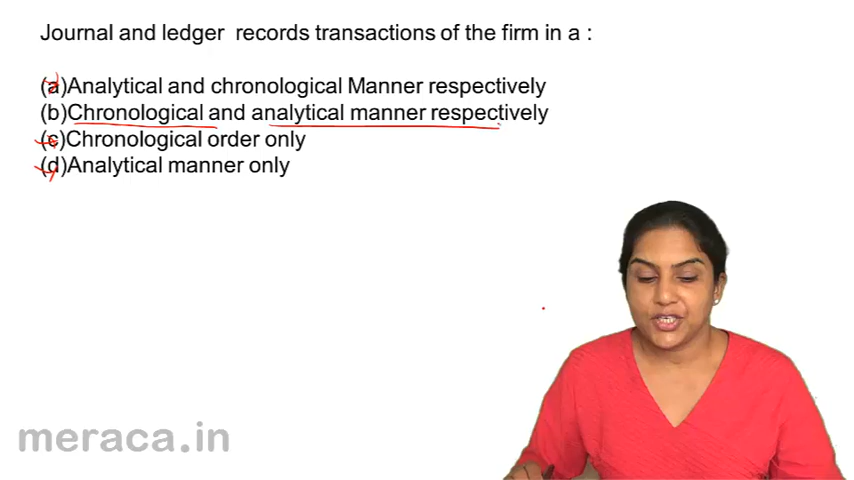 Journal and ledger records transactions of the firm in a :
(a)Analytical and chronological Manner respectively
(b)Chronological and analytical manner respectively
(c)Chronological order only
(d)Analytical manner only
meraca.in